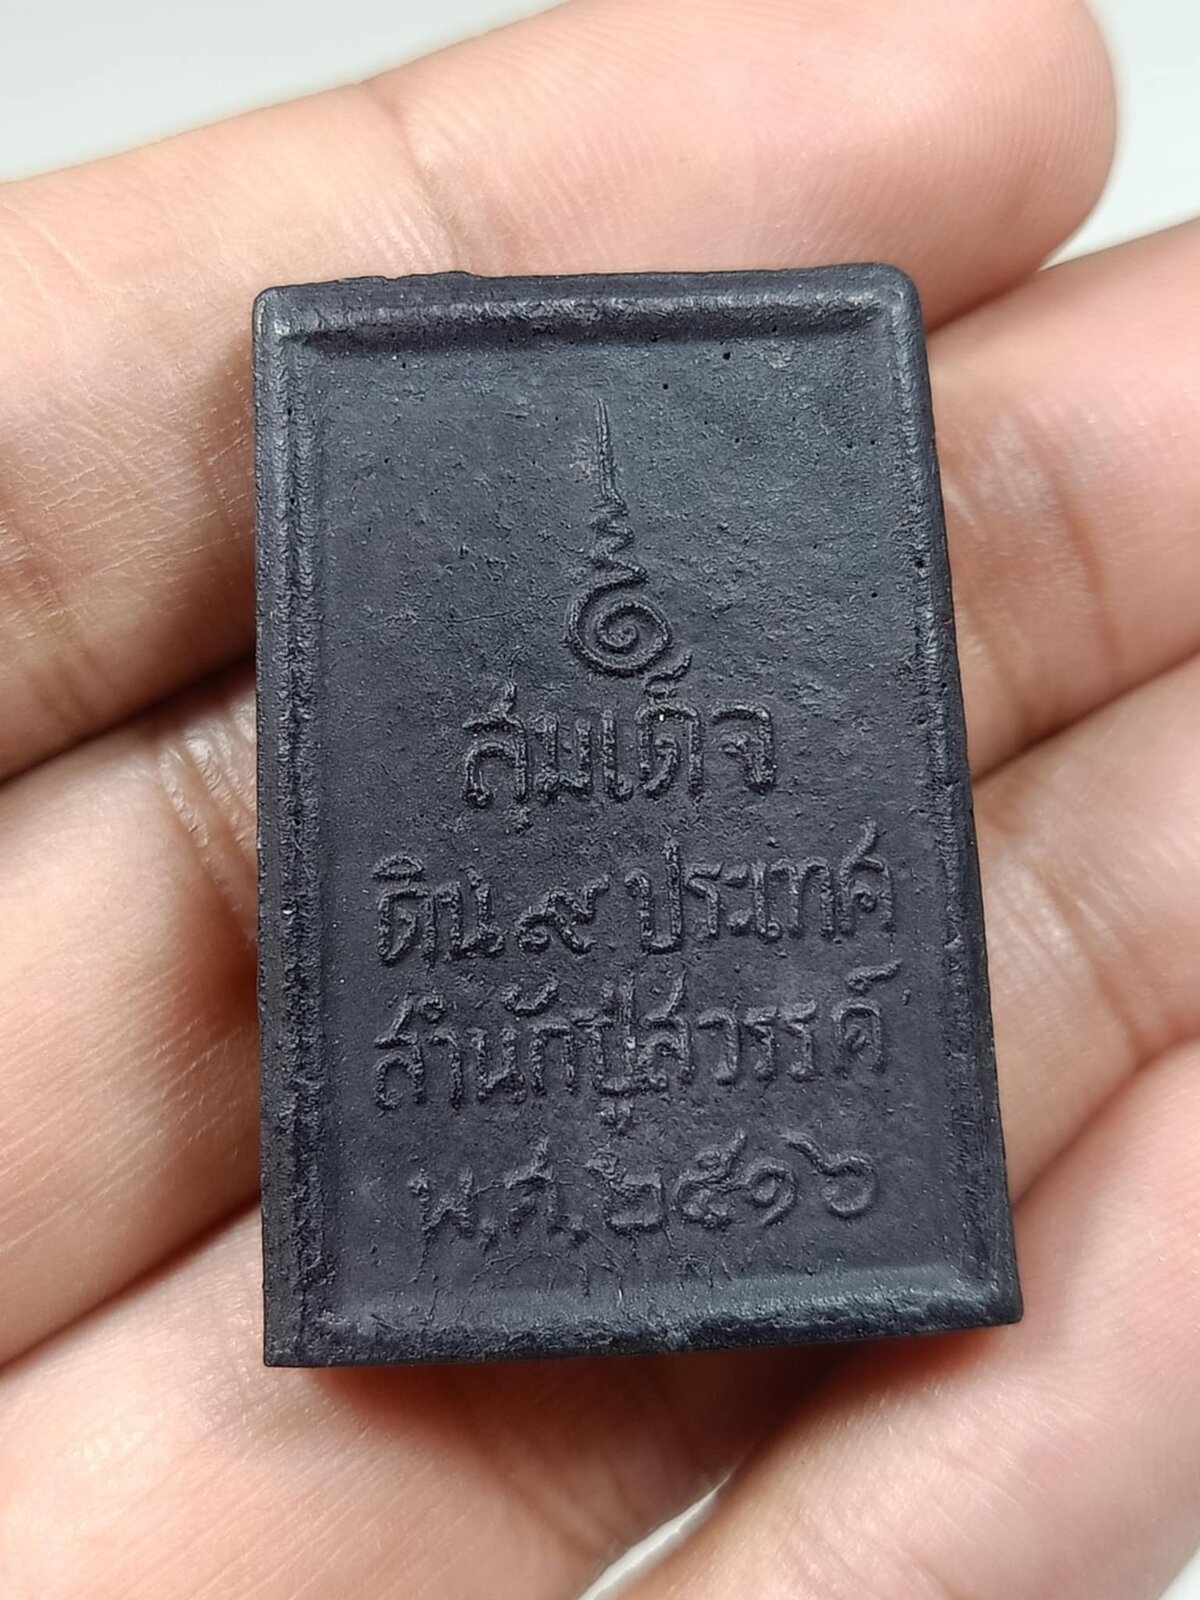 สมเด็จ
ดิน ๙ ประเทศ
สำนักปู่สวรรค์
พ.ศ. ๒๕๑๖